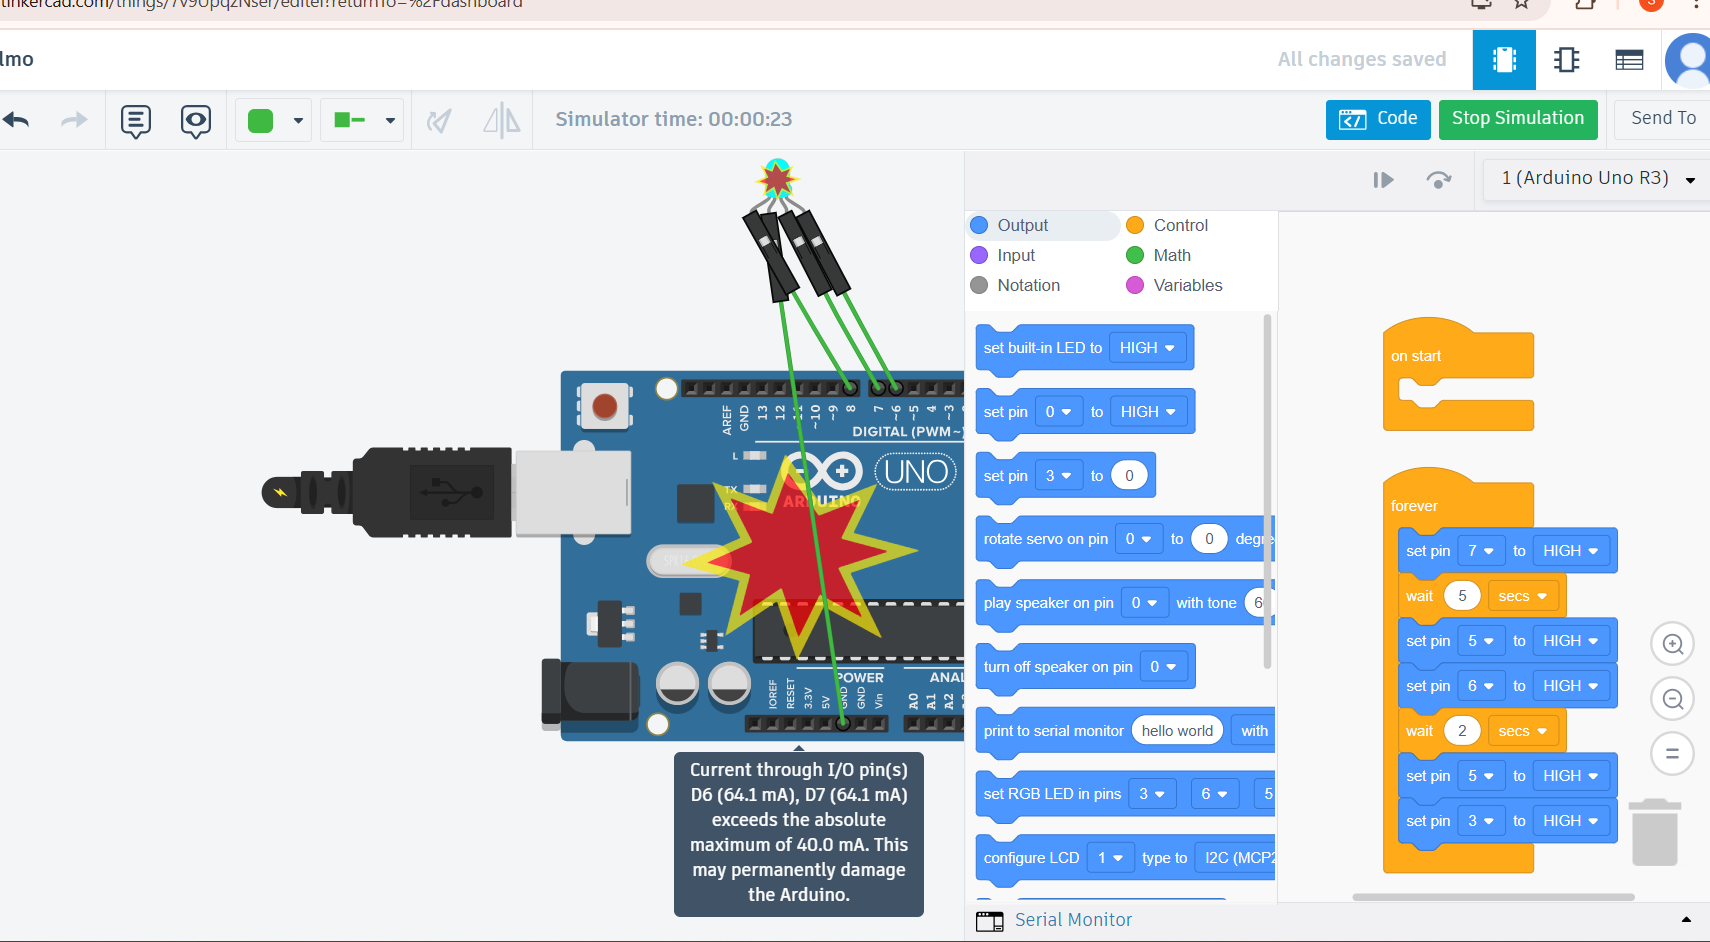 tinkercad.com/things/7v9UpqzNser/editel?returnTo=%2Fdashboard
lmo
All changes saved
Simulator time: 00:00:23
Code
Stop Simulation
Send To
1 (Arduino Uno R3)
Output
Control
Input
Math
Notation
Variables
set built-in LED to HIGH
set pin 0 to HIGH
set pin 3 to 0
rotate servo on pin 0 to 0 degre
play speaker on pin 0 with tone 6
turn off speaker on pin 0
print to serial monitor hello world with
set RGB LED in pins 3 6 5
configure LCD 1 type to I2C (MCP2
Serial Monitor
on start
forever
set pin 7 to HIGH
wait 5 secs
set pin 5 to HIGH
set pin 6 to HIGH
wait 2 secs
set pin 5 to HIGH
set pin 3 to HIGH
AREF
GND
13
12
11
~10
~9
8
7
~6
~5
4
~3
DIGITAL (PWM~)
L
TX
RX
UNO
ARDUINO
POWER
ANAL
IOREF
RESET
3.3V
5V
GND
GND
Vin
A0
A1
A2
Current through I/O pin(s)
D6 (64.1 mA), D7 (64.1 mA)
exceeds the absolute
maximum of 40.0 mA. This
may permanently damage
the Arduino.